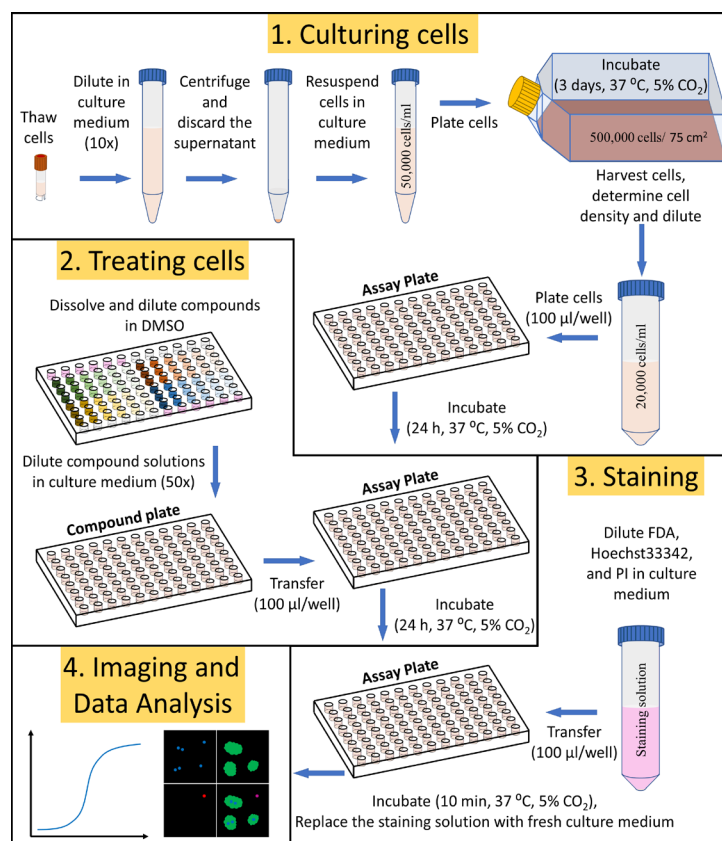 1. Culturing cells
Thaw
cells
Dilute in
culture
medium
(10x)
Centrifuge
and
discard the
supernatant
Resuspend
cells in
culture
medium
50,000 cells/ml
Plate cells
Incubate
(3 days, 37 ⁰C, 5% CO₂)
500,000 cells/ 75 cm²
Harvest cells,
determine cell
density and dilute
20,000 cells/ml
Plate cells
(100 µl/well)
Assay Plate
Incubate
(24 h, 37 ⁰C, 5% CO₂)
2. Treating cells
Dissolve and dilute compounds
in DMSO
Dilute compound solutions
in culture medium (50x)
Compound plate
Transfer
(100 µl/well)
Assay Plate
Incubate
(24 h, 37 ⁰C, 5% CO₂)
3. Staining
Dilute FDA,
Hoechst33342,
and PI in culture
medium
Staining solution
Transfer
(100 µl/well)
Assay Plate
Incubate (10 min, 37 ⁰C, 5% CO₂),
Replace the staining solution with fresh culture medium
4. Imaging and
Data Analysis